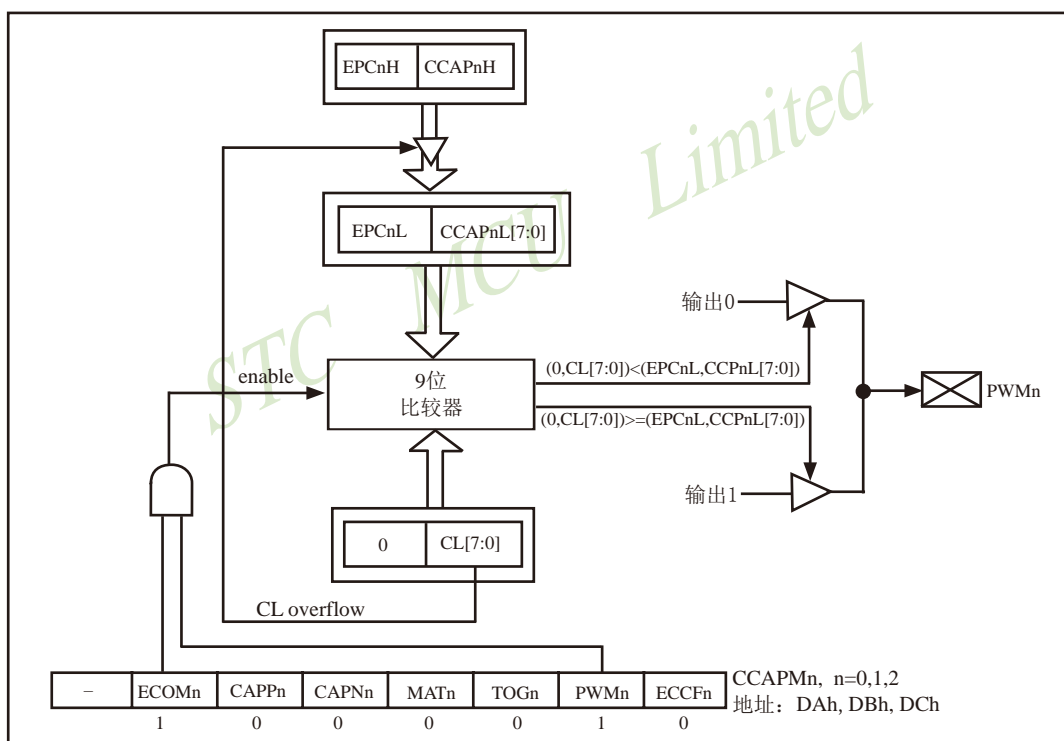 EPCnH CCAPnH
EPCnL CCAPnL[7:0]
STC MCU Limited
输出0
enable
9位
比较器
(0,CL[7:0])<(EPCnL,CCPnL[7:0])
(0,CL[7:0])>=(EPCnL,CCPnL[7:0])
PWMn
输出1
0 CL[7:0]
CL overflow
– ECOMn CAPPn CAPNn MATn TOGn PWMn ECCFn
CCAPMn, n=0,1,2
地址：DAh, DBh, DCh
1 0 0 0 0 1 0